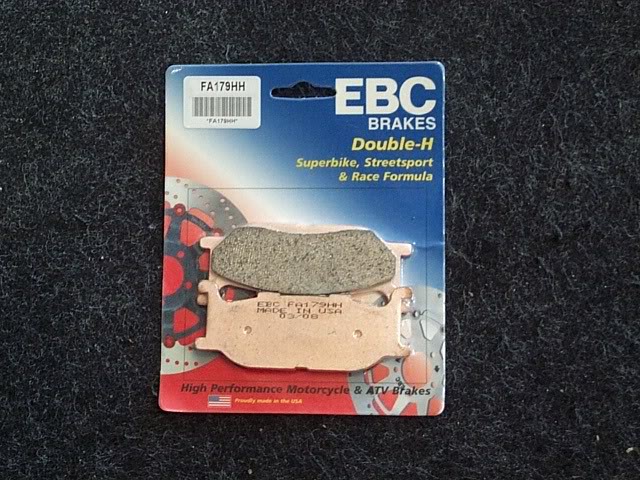 FA179HH
*FA179HH*
EBC
BRAKES
Double-H
Superbike, Streetsport
& Race Formula
EBC FA179HH
MADE IN USA
03/08
High Performance Motorcycle & ATV Brakes
Proudly made in the USA